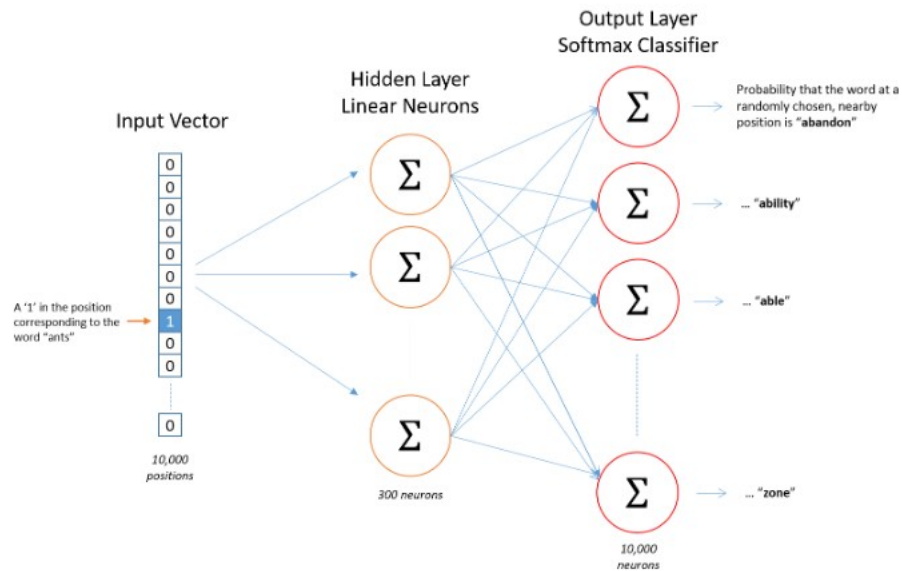 Output Layer
Softmax Classifier
Hidden Layer
Linear Neurons
Input Vector
0
0
0
0
0
0
0
1
0
0
0
A ‘1’ in the position
corresponding to the
word “ants”
10,000
positions
Σ
Σ
Σ
300 neurons
Σ
Σ
Σ
Σ
10,000
neurons
Probability that the word at a
randomly chosen, nearby
position is “abandon”
... “ability”
... “able”
... “zone”